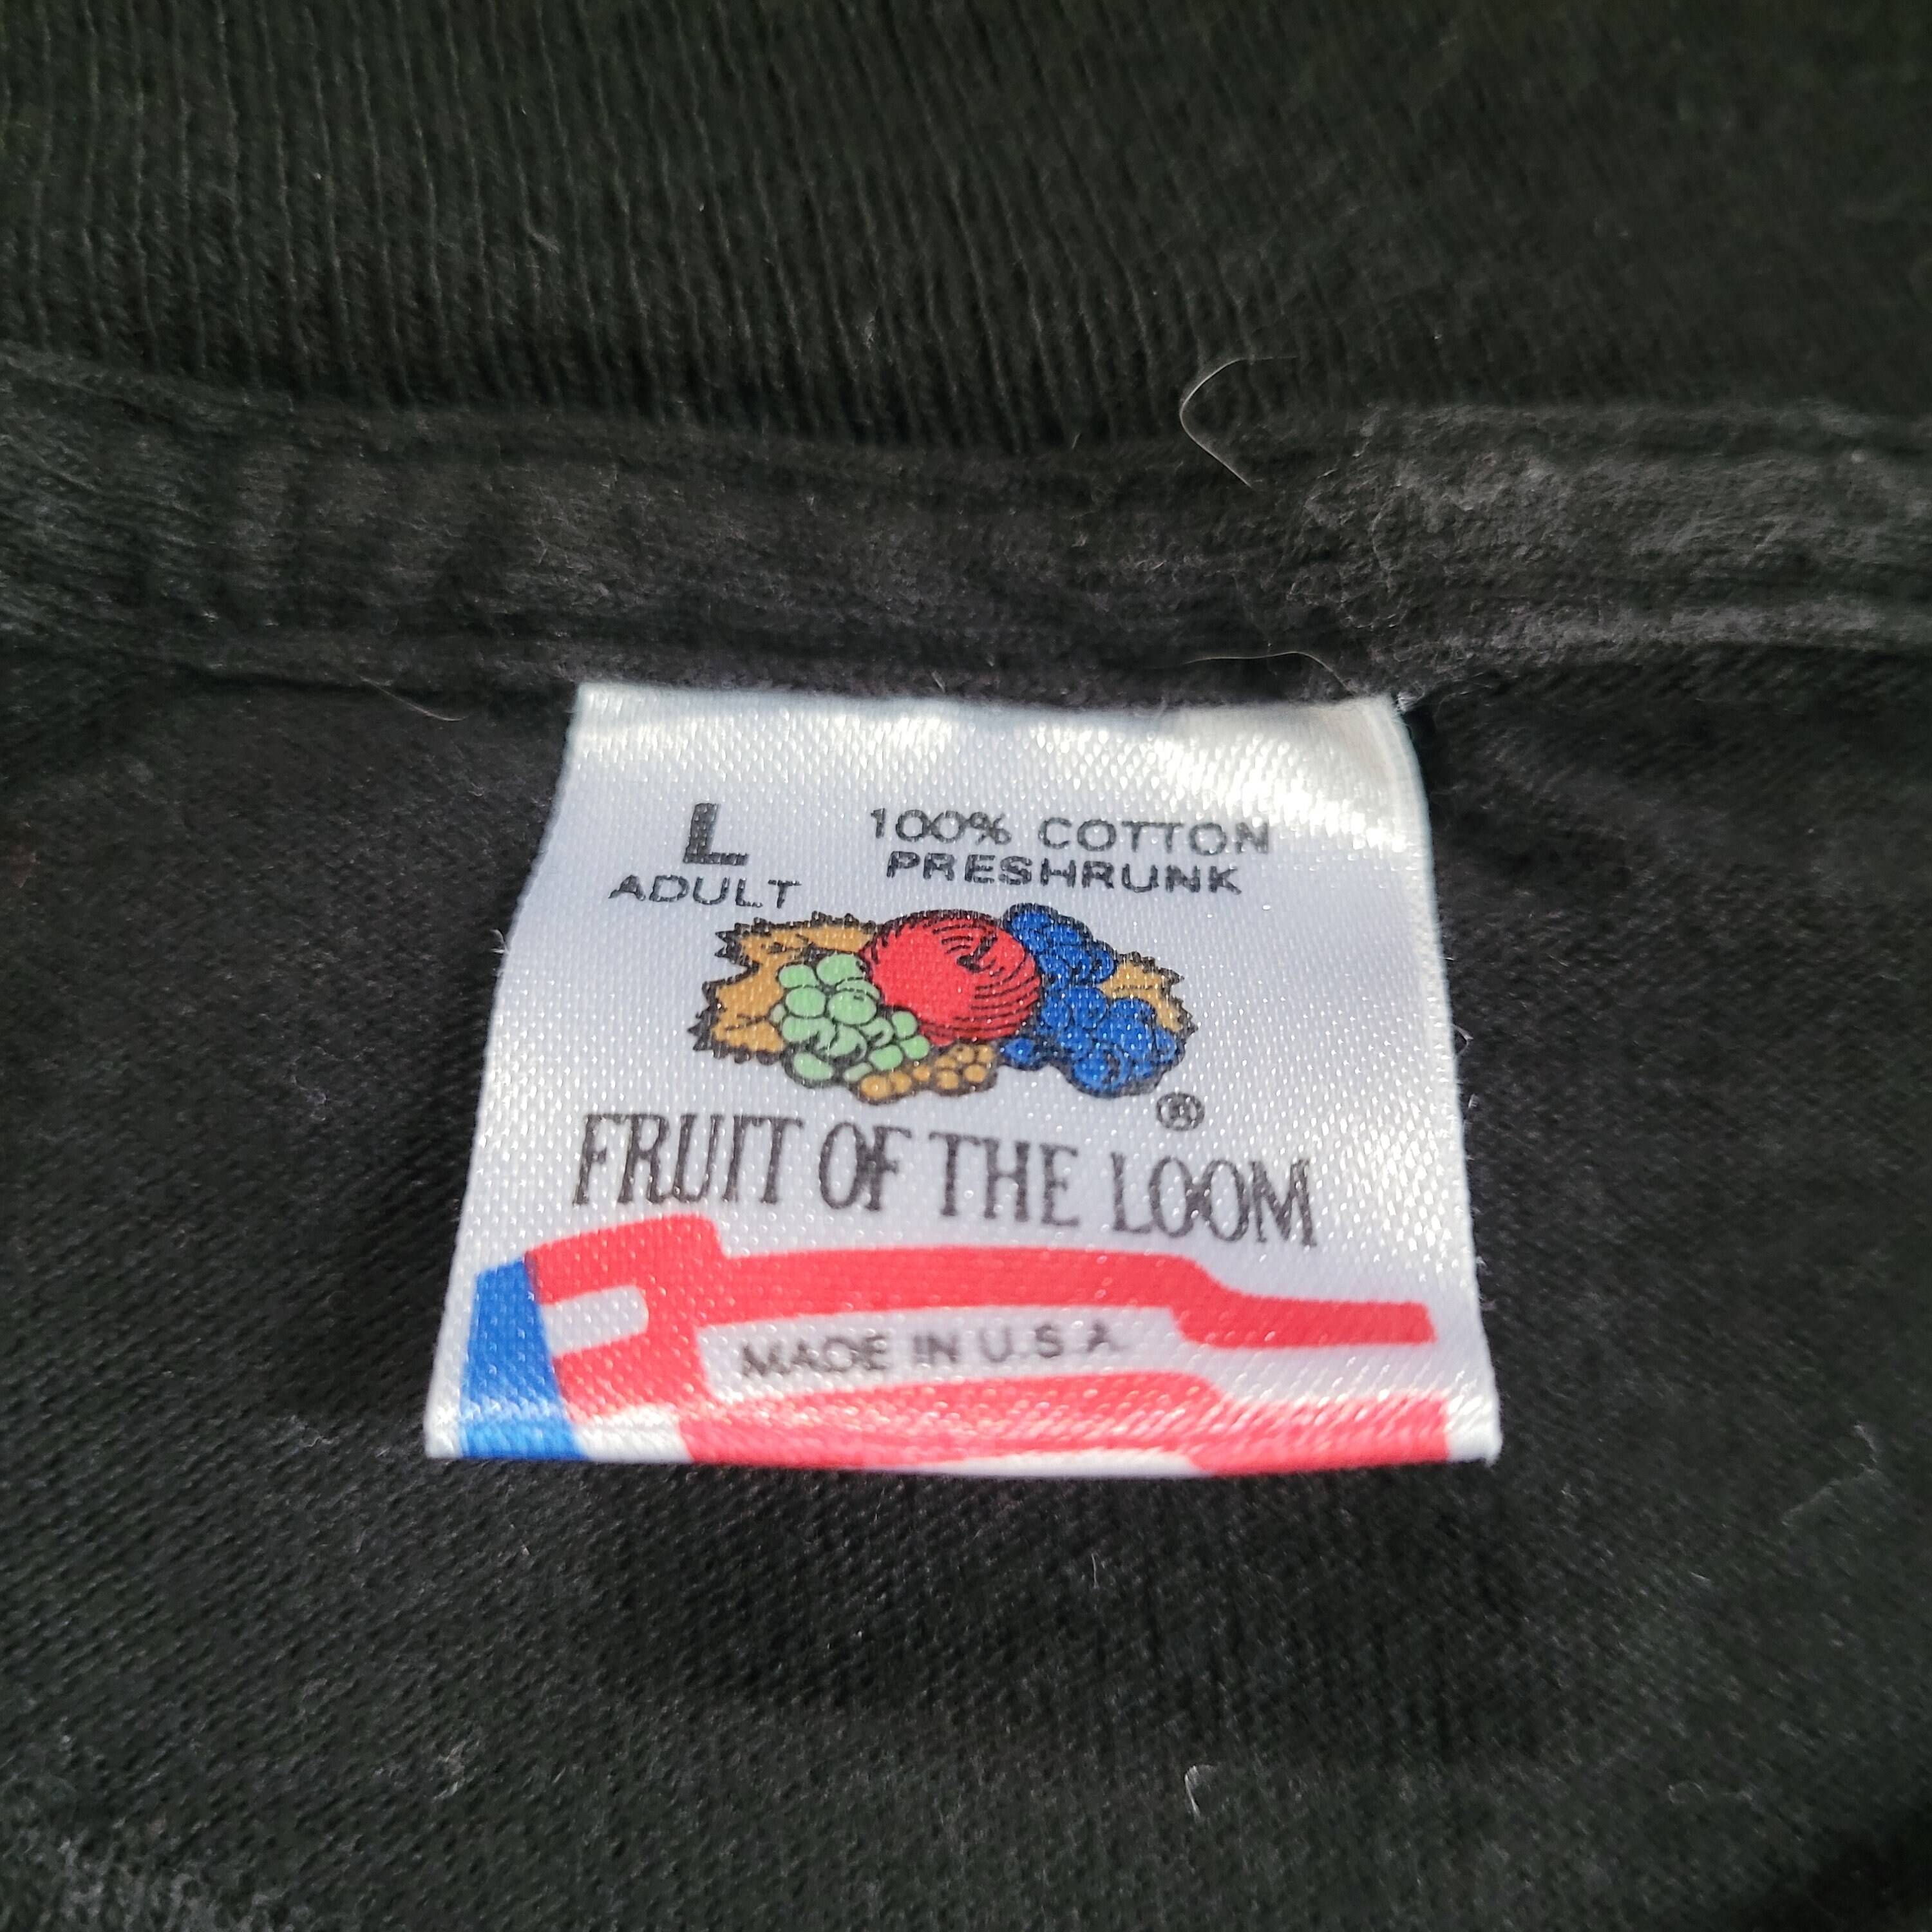 L
ADULT
100% COTTON
PRESHRUNK
®
FRUIT OF THE LOOM
MADE IN U.S.A.